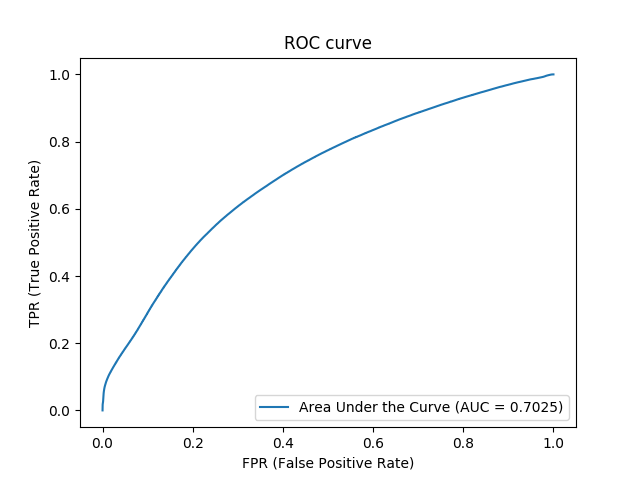 ROC curve
TPR (True Positive Rate)
1.0
0.8
0.6
0.4
0.2
0.0
Area Under the Curve (AUC = 0.7025)
0.0 0.2 0.4 0.6 0.8 1.0
FPR (False Positive Rate)